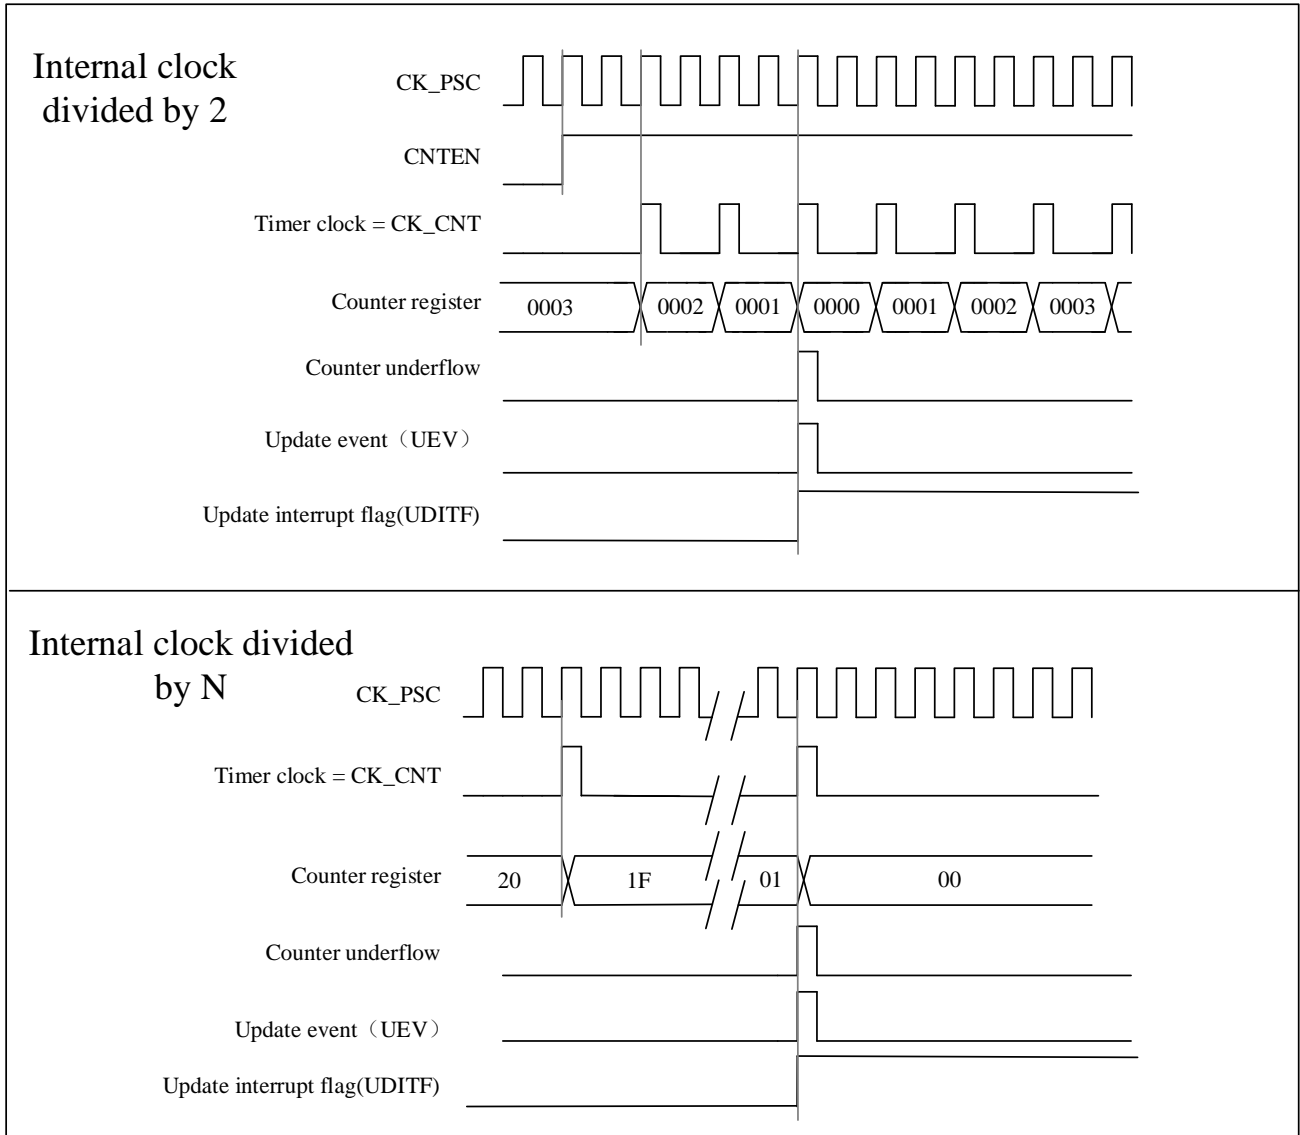 Internal clock
divided by 2
CK_PSC
CNTEN
Timer clock = CK_CNT
Counter register
0003 0002 0001 0000 0001 0002 0003
Counter underflow
Update event（UEV）
Update interrupt flag(UDITF)
Internal clock divided
by N
CK_PSC
Timer clock = CK_CNT
Counter register
20 1F 01 00
Counter underflow
Update event（UEV）
Update interrupt flag(UDITF)